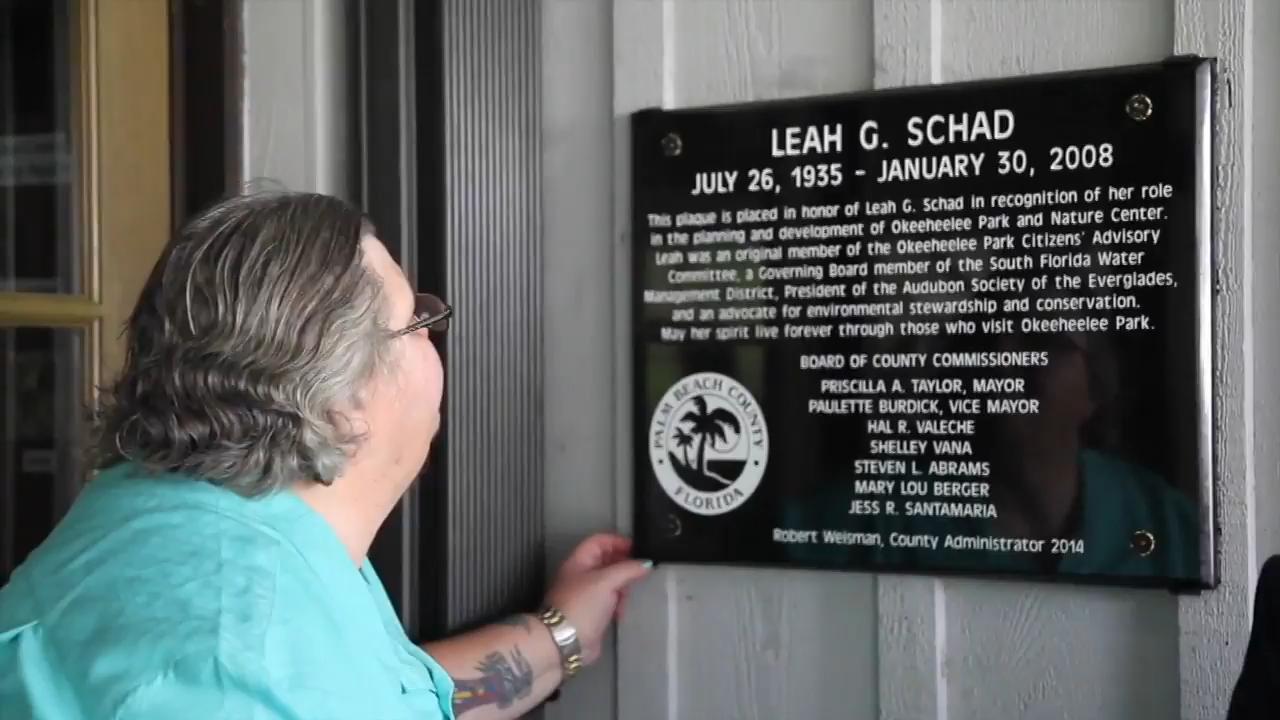 LEAH G. SCHAD
JULY 26, 1935 - JANUARY 30, 2008
This plaque is placed in honor of Leah G. Schad in recognition of her role
in the planning and development of Okeeheelee Park and Nature Center.
Leah was an original member of the Okeeheelee Park Citizens' Advisory
Committee, a Governing Board member of the South Florida Water
Management District, President of the Audubon Society of the Everglades,
and an advocate for environmental stewardship and conservation.
May her spirit live forever through those who visit Okeeheelee Park.
BOARD OF COUNTY COMMISSIONERS
PRISCILLA A. TAYLOR, MAYOR
PAULETTE BURDICK, VICE MAYOR
HAL R. VALECHE
SHELLEY VANA
STEVEN L. ABRAMS
MARY LOU BERGER
JESS R. SANTAMARIA
Robert Weisman, County Administrator 2014
PALM BEACH COUNTY
FLORIDA